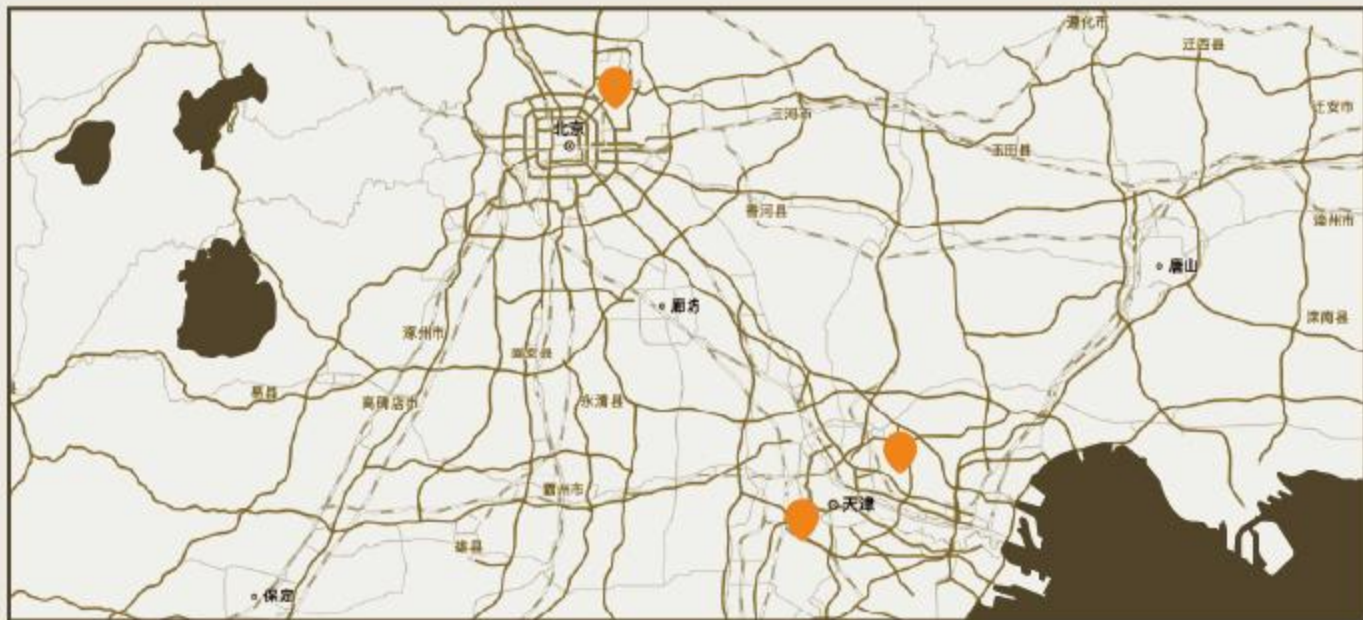 遵化市
迁西县
迁安市
三河市
北京
玉田县
香河县
滦州市
唐山
廊坊
滦南县
涿州市
固安县
易县
高碑店市
永清县
霸州市
天津
雄县
保定